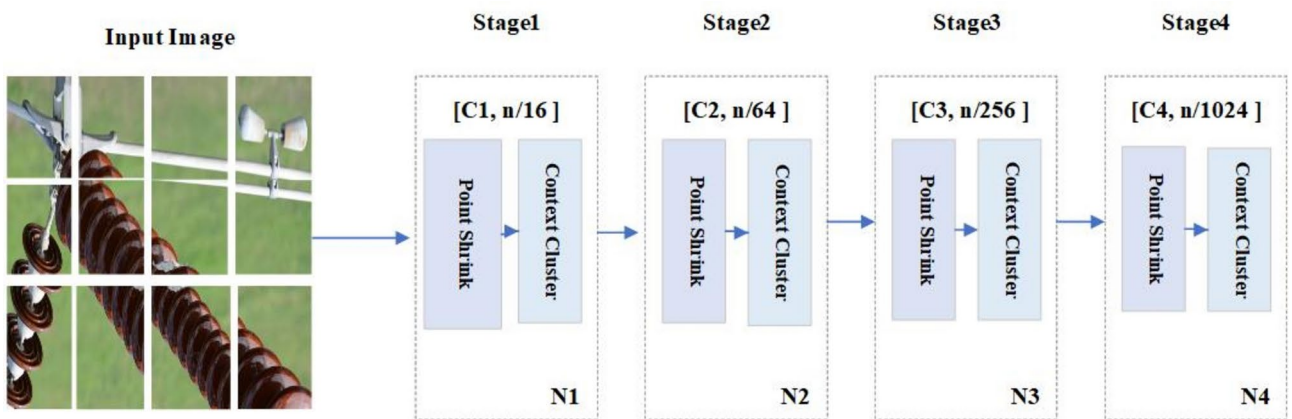 Input Image
Stage1
Stage2
Stage3
Stage4
[C1, n/16 ]
Point Shrink
Context Cluster
N1
[C2, n/64 ]
Point Shrink
Context Cluster
N2
[C3, n/256 ]
Point Shrink
Context Cluster
N3
[C4, n/1024 ]
Point Shrink
Context Cluster
N4